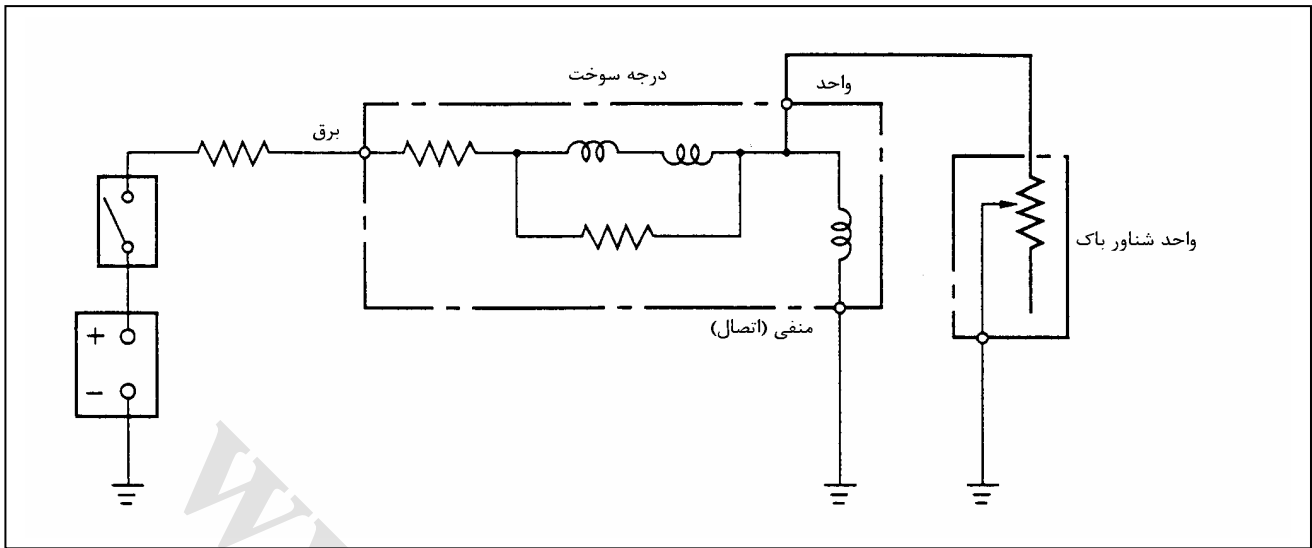 درجه سوخت
واحد
برق
واحد شناور باک
+
منفی (اتصال)
−